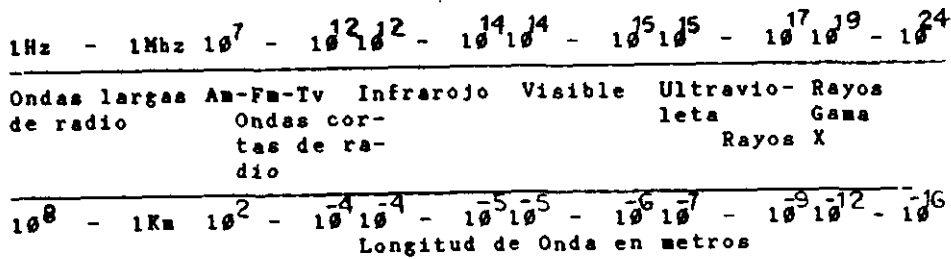 1Hz - 1Mhz 10⁷ - 10¹²10¹² - 10¹⁴10¹⁴ - 10¹⁵10¹⁵ - 10¹⁷10¹⁹ - 10²⁴
Ondas largas Am-Fm-Tv Infrarojo Visible Ultravio- Rayos
de radio Ondas cor- leta Gama
tas de ra- Rayos X
dio
10⁸ - 1Km 10² - 10⁻⁴10⁻⁴ - 10⁻⁵10⁻⁵ - 10⁻⁶10⁻⁷ - 10⁻⁹10⁻¹² - 10⁻¹⁶
Longitud de Onda en metros